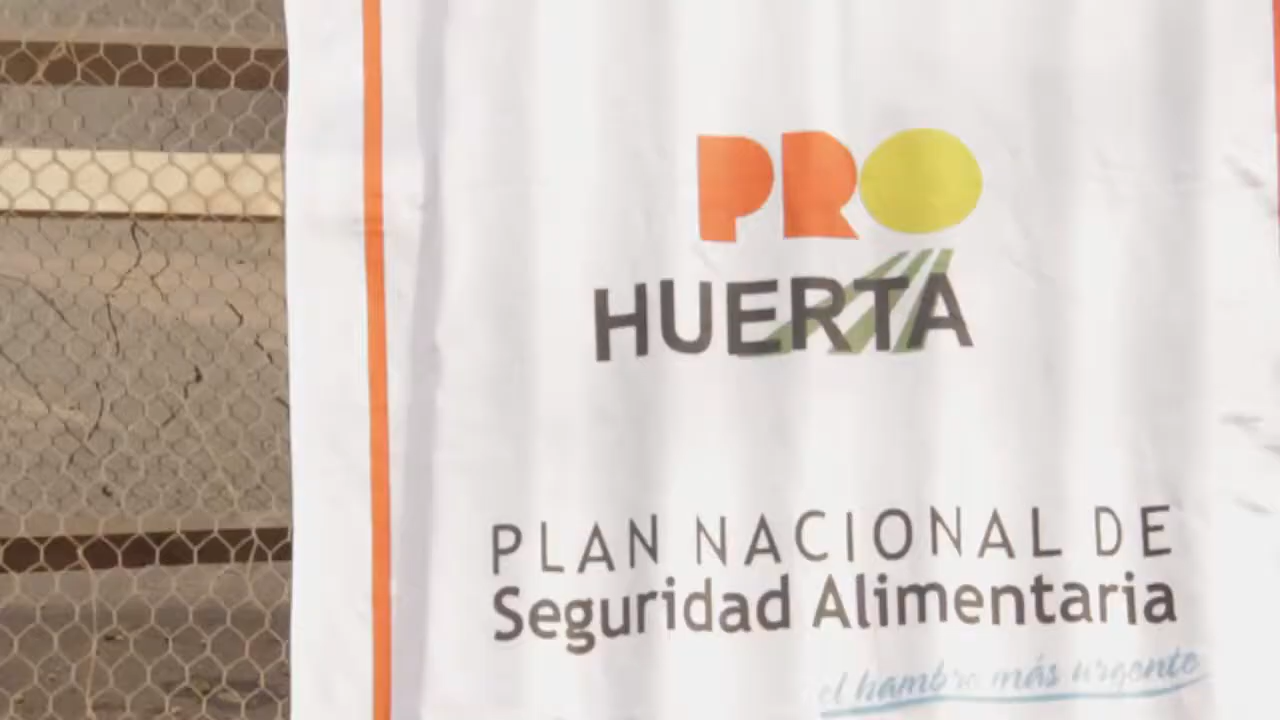 PRO
HUERTA
PLAN NACIONAL DE
Seguridad Alimentaria
el hambre más urgente